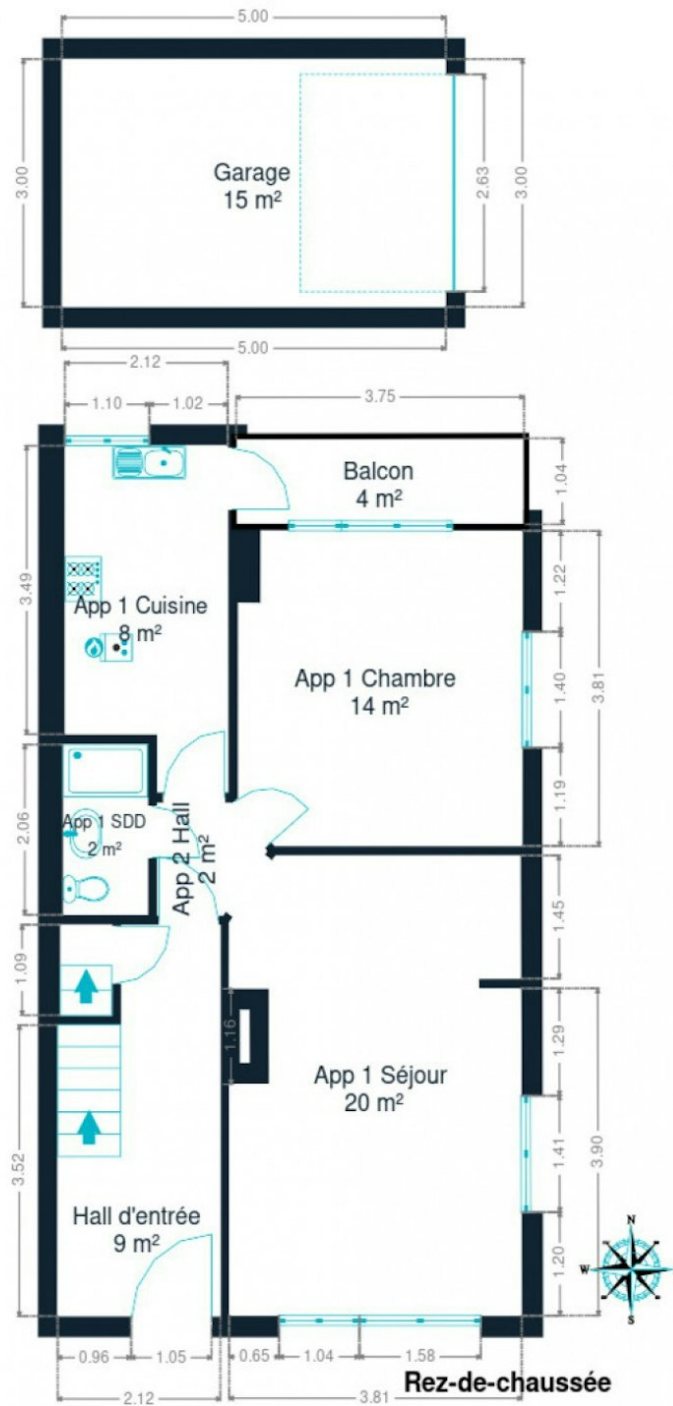 5.00
3.00
Garage
15 m²
2.63
3.00
5.00
2.12
1.10
1.02
3.75
Balcon
4 m²
1.04
3.49
App 1 Cuisine
8 m²
1.22
App 1 Chambre
14 m²
1.40
3.81
1.19
2.06
App 1 SDD
2 m²
App 2 Hall
2 m²
1.45
1.09
1.16
1.29
App 1 Séjour
20 m²
3.52
1.41
3.90
Hall d'entrée
9 m²
1.20
N
W
S
0.96
1.05
0.65
1.04
1.58
2.12
3.81
Rez-de-chaussée